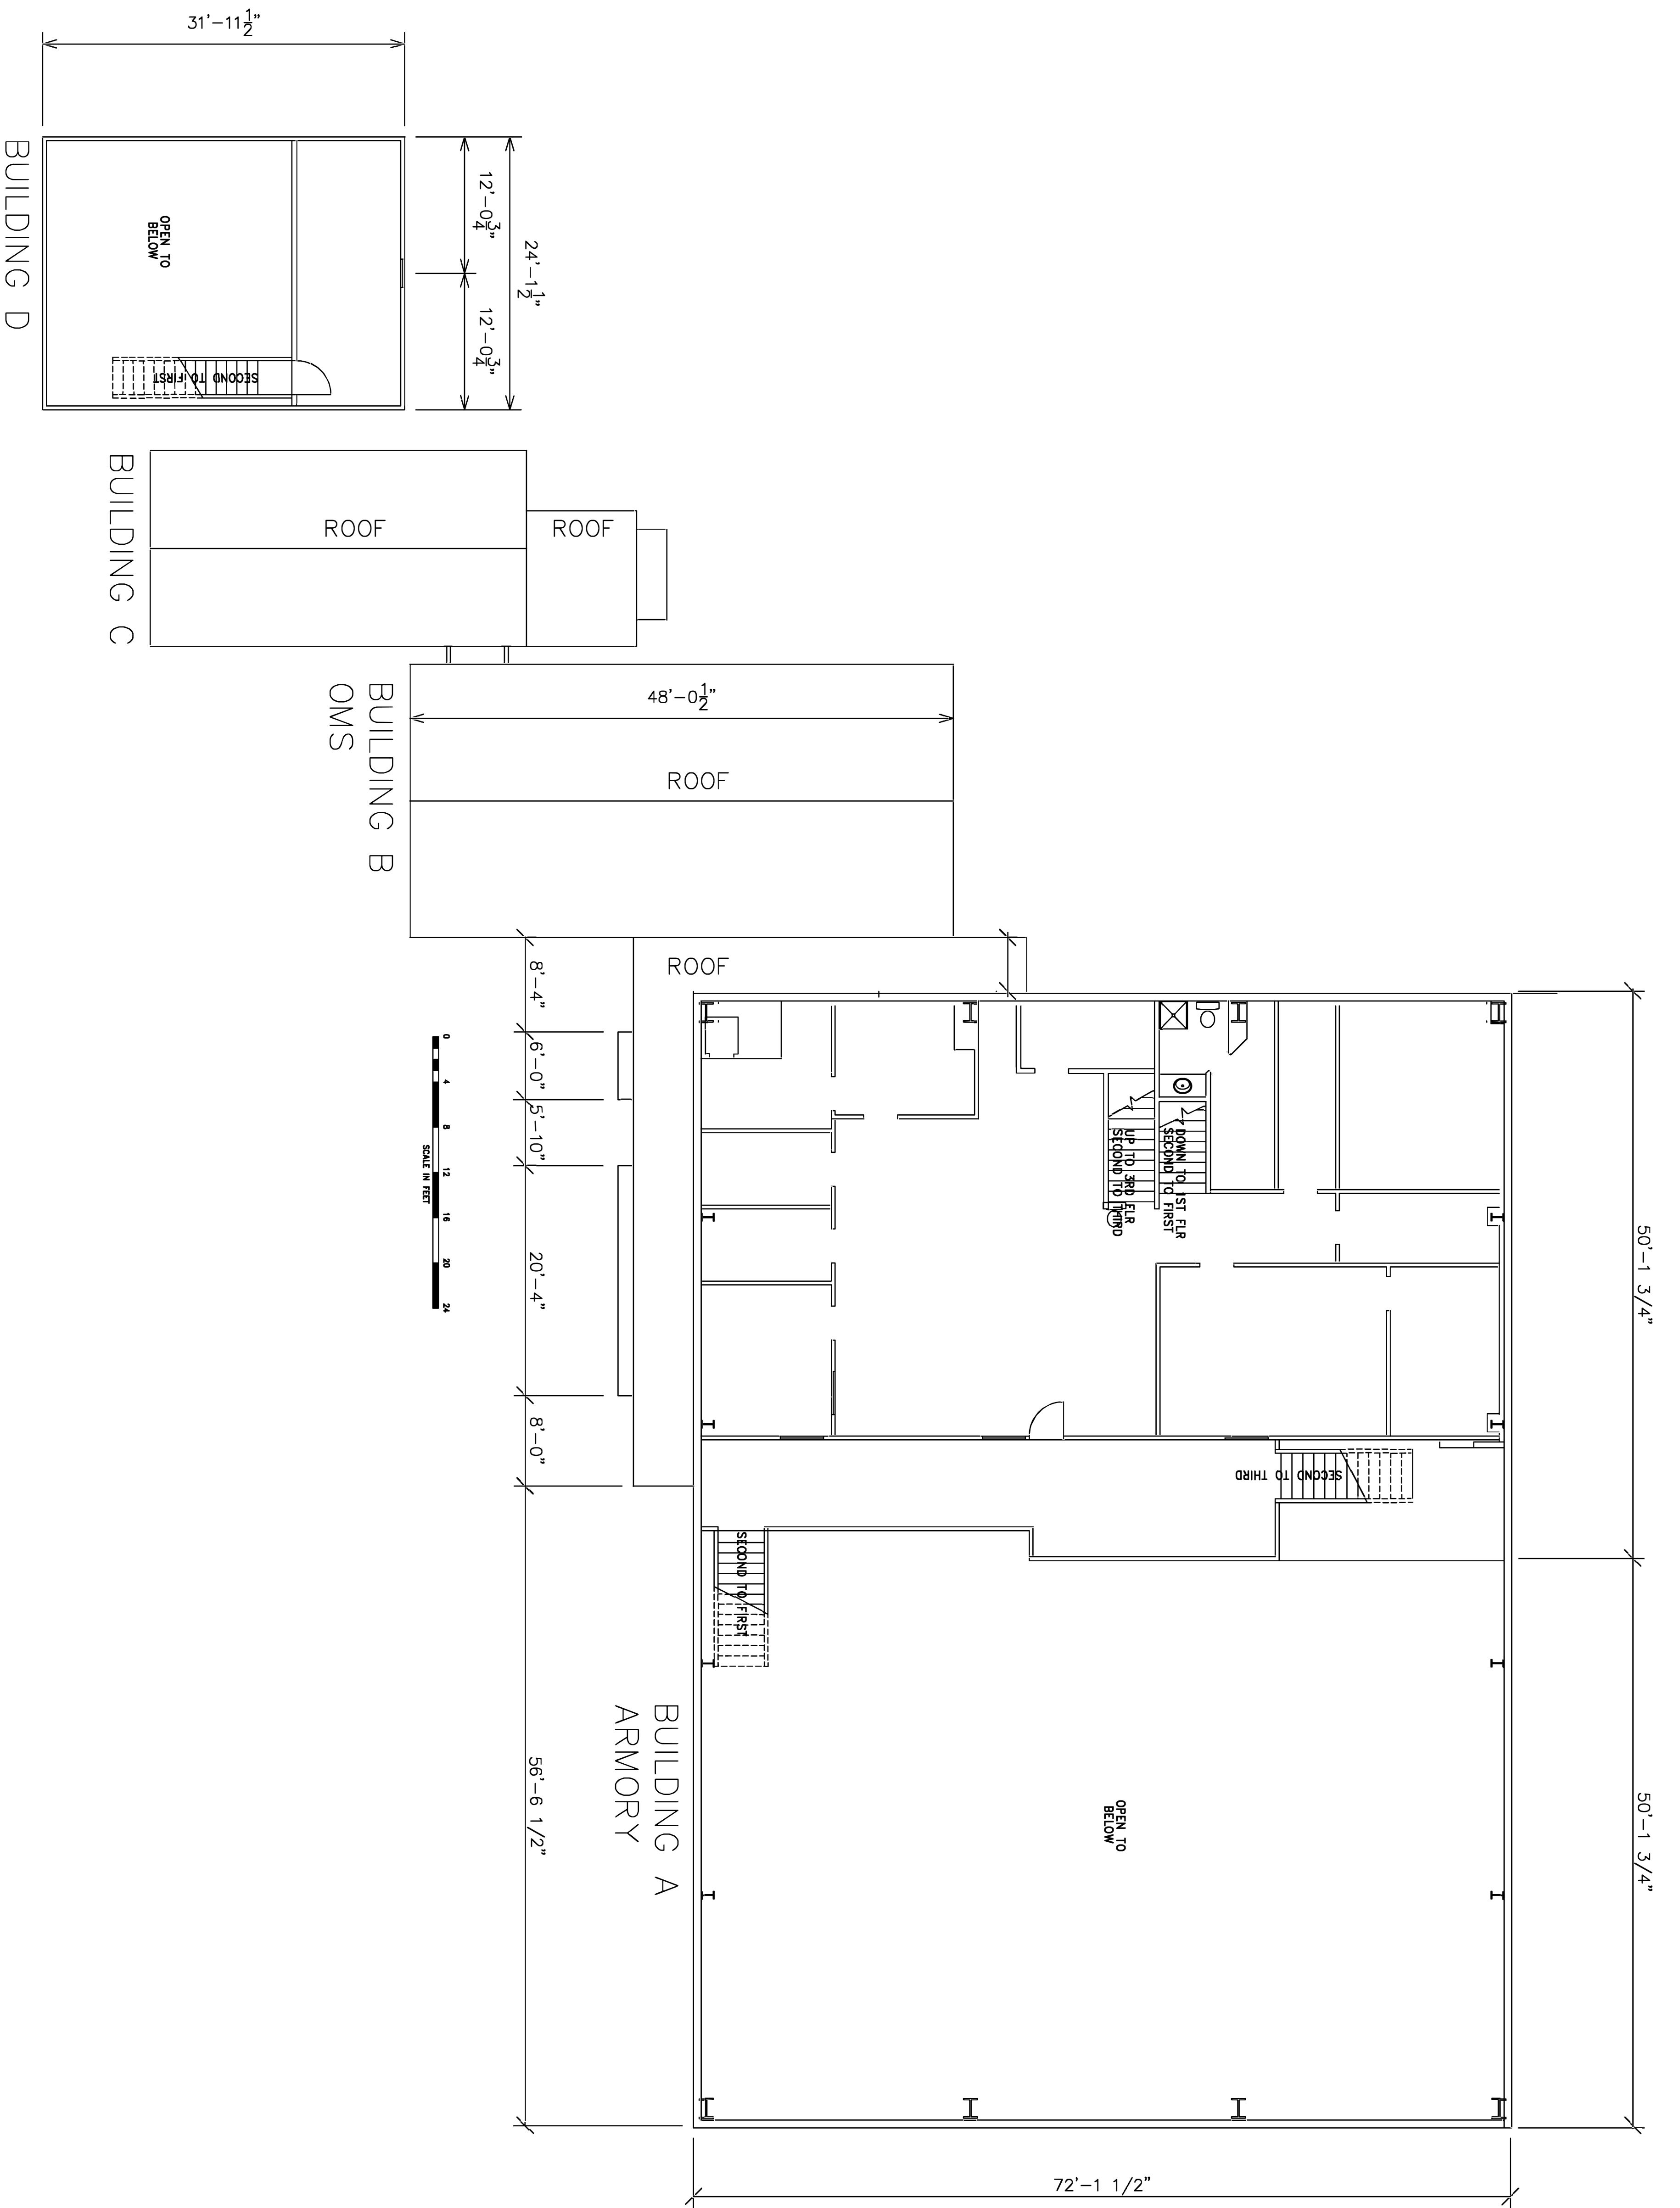 31'-11 1/2"
BUILDING D
OPEN TO
BELOW
SECOND TO FIRST
12'-0 3/4"
12'-0 3/4"
24'-1 1/2"
BUILDING C
ROOF
ROOF
BUILDING B
OMS
48'-0 1/2"
ROOF
ROOF
8'-4"
6'-0"
5'-10"
20'-4"
8'-0"
56'-6 1/2"
0
4
8
12
16
20
24
SCALE IN FEET
UP TO 3RD FLR
SECOND TO THIRD
DOWN TO 1ST FLR
SECOND TO FIRST
SECOND TO THIRD
SECOND TO FIRST
BUILDING A
ARMORY
OPEN TO
BELOW
50'-1 3/4"
50'-1 3/4"
72'-1 1/2"